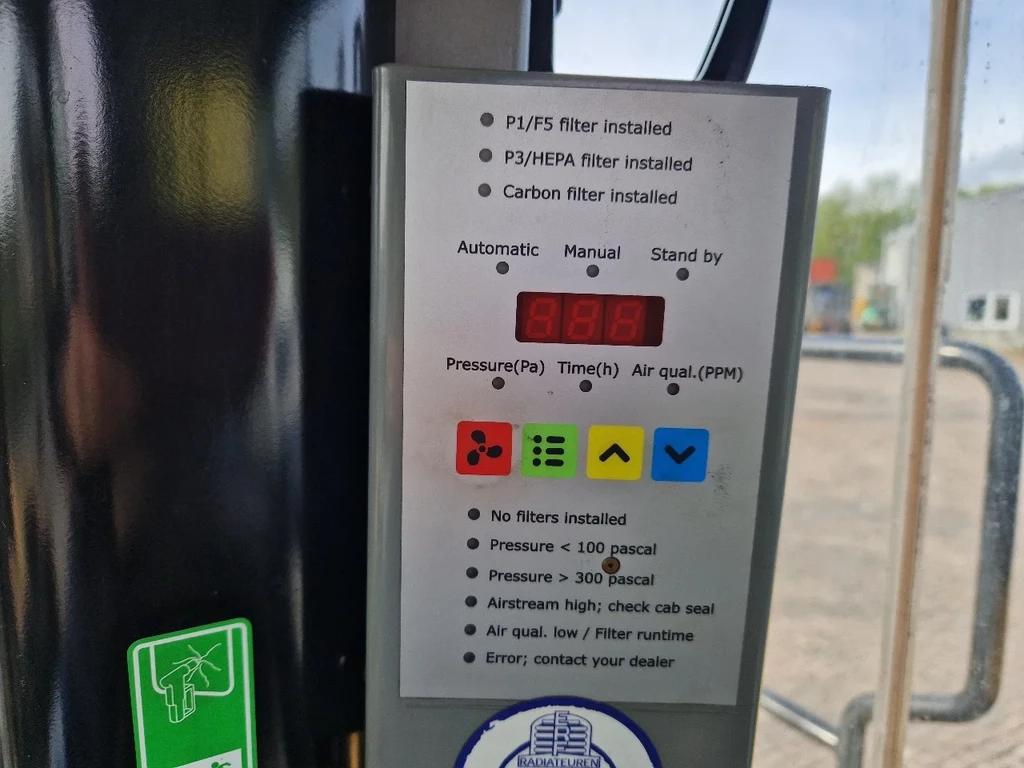 P1/F5 filter installed
P3/HEPA filter installed
Carbon filter installed
Automatic Manual Stand by
Pressure(Pa) Time(h) Air qual.(PPM)
No filters installed
Pressure < 100 pascal
Pressure > 300 pascal
Airstream high; check cab seal
Air qual. low / Filter runtime
Error; contact your dealer
RADIATEUREN